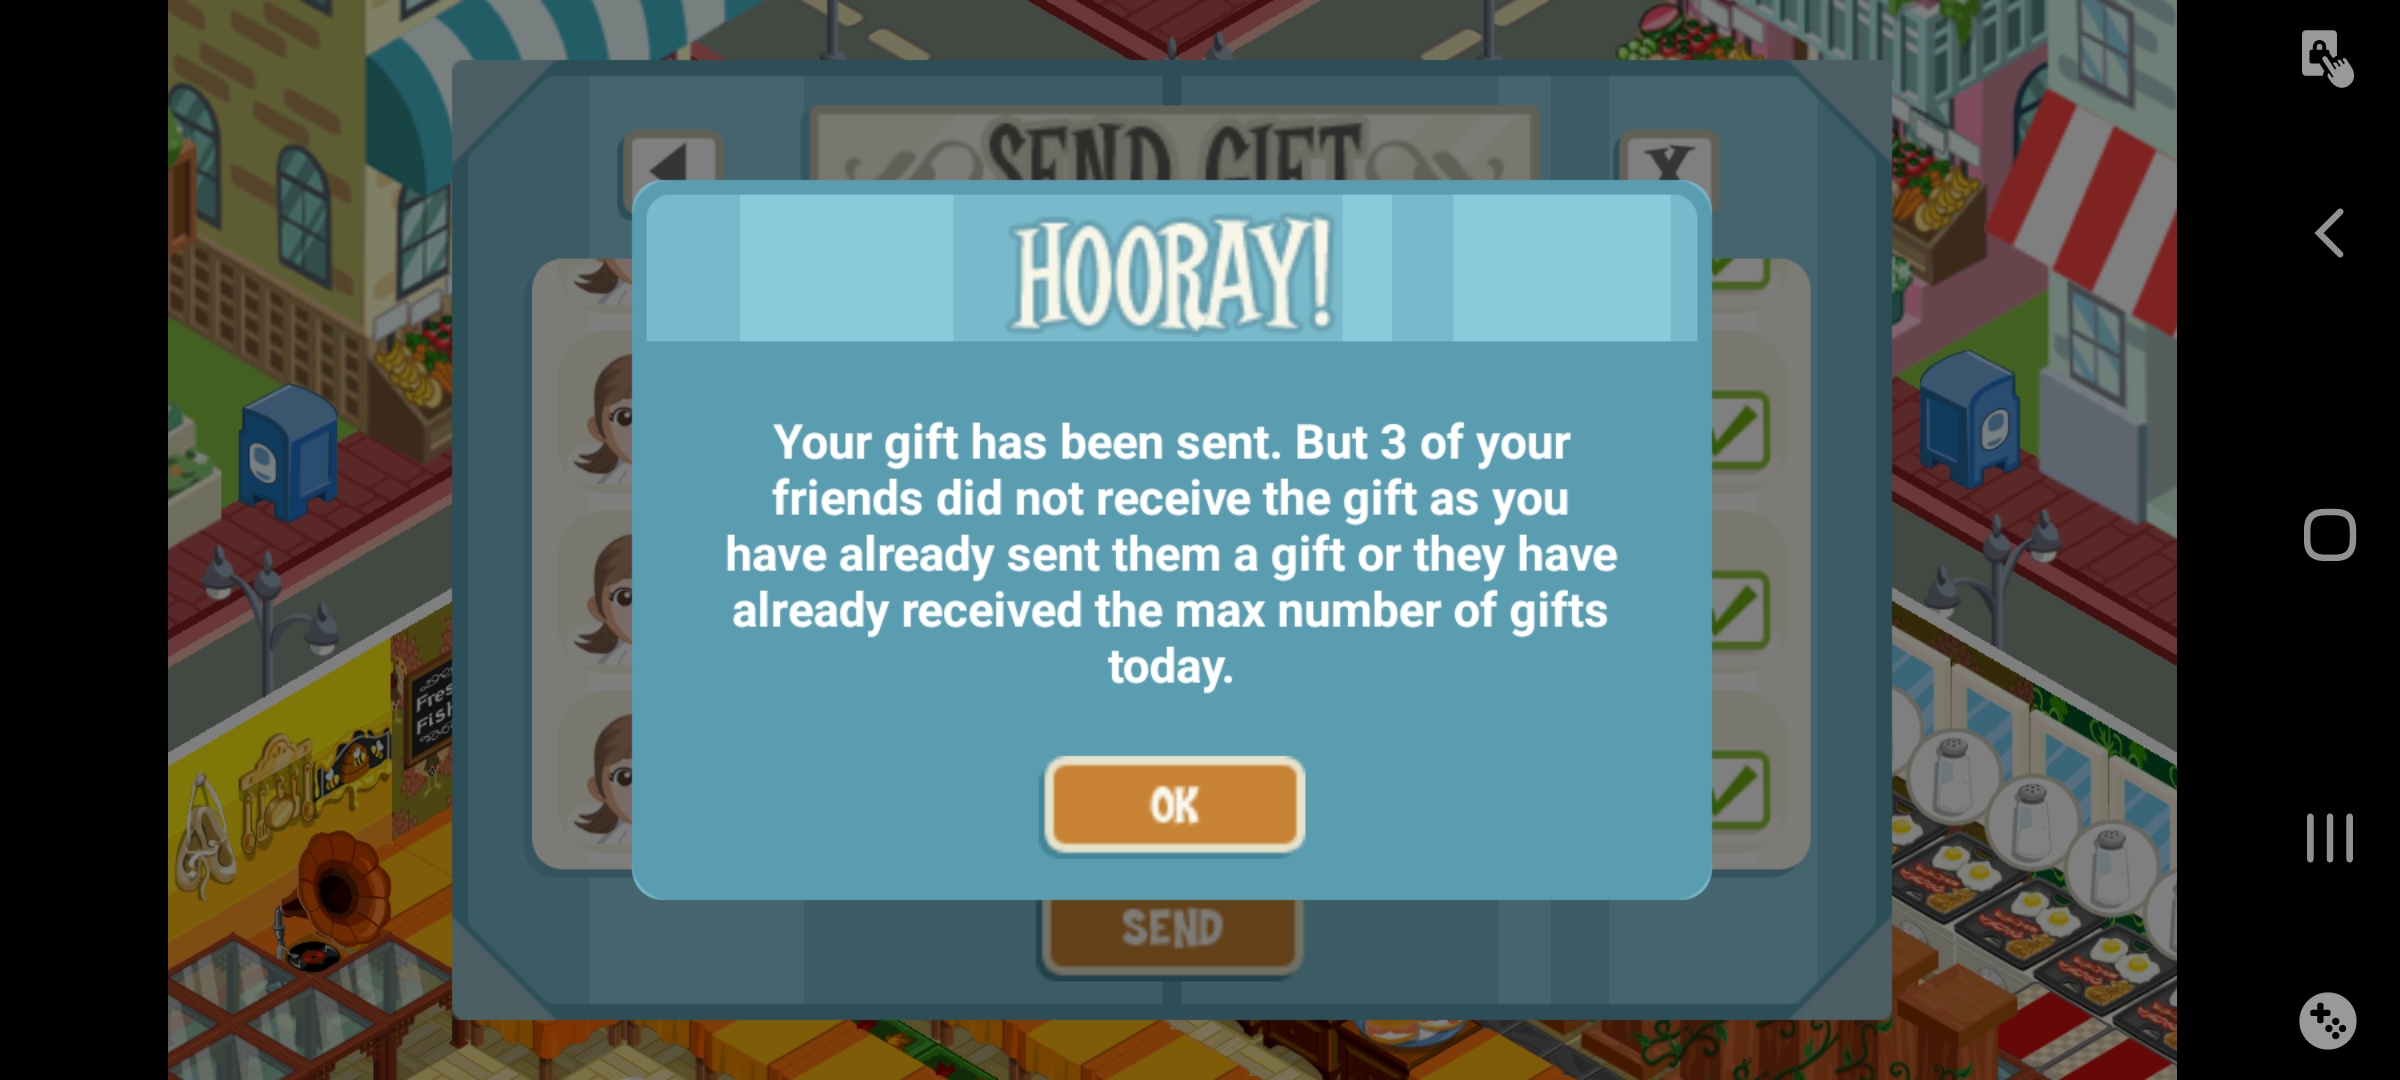 SEND GIFT
X
HOORAY!
Your gift has been sent. But 3 of your
friends did not receive the gift as you
have already sent them a gift or they have
already received the max number of gifts
today.
OK
SEND
Fres
Fish